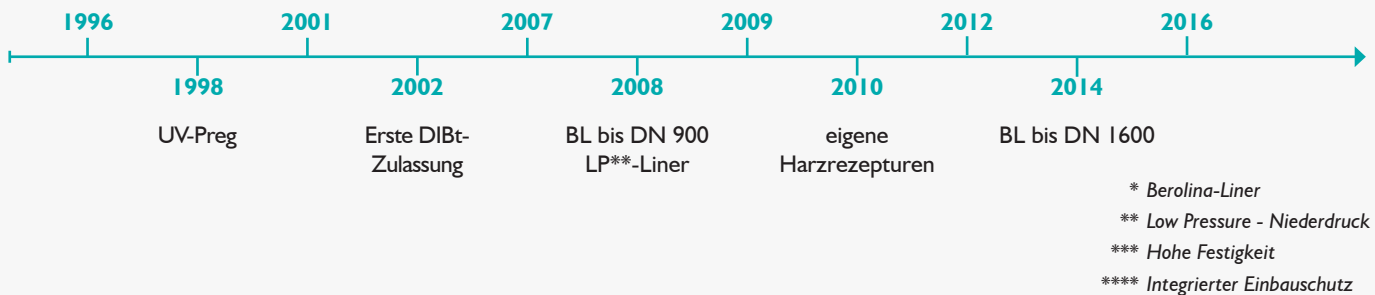 1996 2001 2007 2009 2012 2016
1998 2002 2008 2010 2014
UV-Preg Erste DIBt- BL bis DN 900 eigene BL bis DN 1600
Zulassung LP**-Liner Harzrezepturen
* Berolina-Liner
** Low Pressure - Niederdruck
*** Hohe Festigkeit
**** Integrierter Einbauschutz